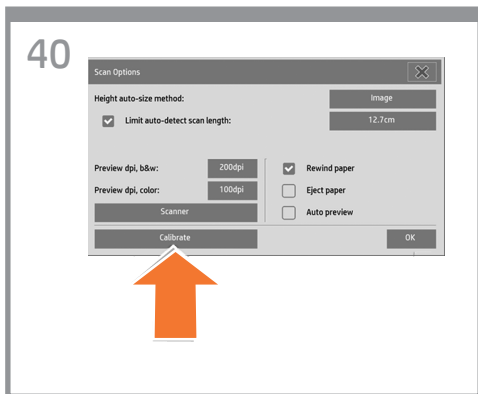 40
Scan Options
Height auto-size method:
Image
Limit auto-detect scan length:
12.7cm
Preview dpi, b&w:
200dpi
Rewind paper
Preview dpi, color:
100dpi
Eject paper
Scanner
Auto preview
Calibrate
OK